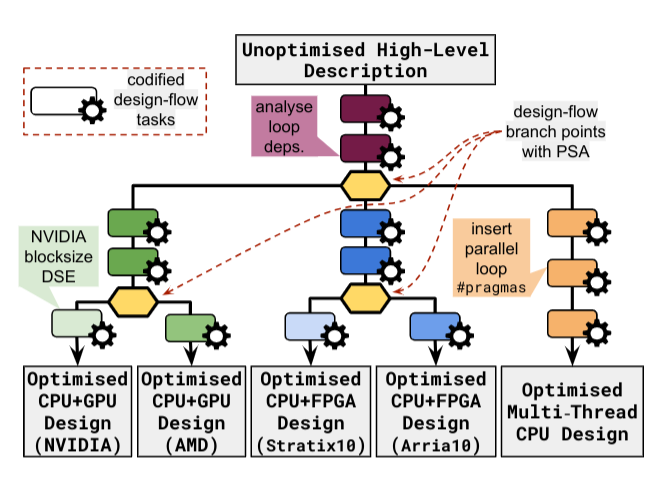 Unoptimised High-Level
Description
codified
design-flow
tasks
analyse
loop
deps.
design-flow
branch points
with PSA
NVIDIA
blocksize
DSE
insert
parallel
loop
#pragmas
Optimised
CPU+GPU
Design
(NVIDIA)
Optimised
CPU+GPU
Design
(AMD)
Optimised
CPU+FPGA
Design
(Stratix10)
Optimised
CPU+FPGA
Design
(Arria10)
Optimised
Multi-Thread
CPU Design